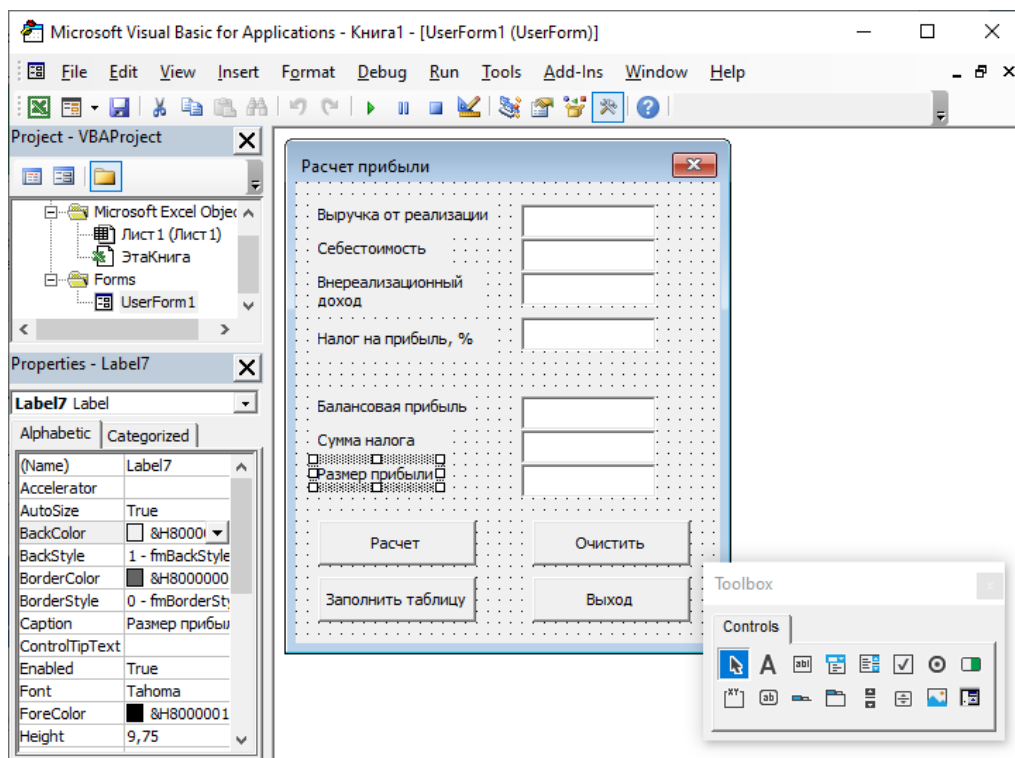 Microsoft Visual Basic for Applications - Книга1 - [UserForm1 (UserForm)]
File Edit View Insert Format Debug Run Tools Add-Ins Window Help
Project - VBAProject
Microsoft Excel Objec
Лист1 (Лист1)
ЭтаКнига
Forms
UserForm1
Properties - Label7
Label7 Label
Alphabetic Categorized
(Name) Label7
Accelerator
AutoSize True
BackColor &H8000(
BackStyle 1 - fmBackStyle
BorderColor &H8000000
BorderStyle 0 - fmBorderSty
Caption Размер прибыл
ControlTipText
Enabled True
Font Tahoma
ForeColor &H8000001
Height 9,75
Расчет прибыли
Выручка от реализации
Себестоимость
Внереализационный
доход
Налог на прибыль, %
Балансовая прибыль
Сумма налога
Размер прибыли
Расчет Очистить
Заполнить таблицу Выход
Toolbox
Controls